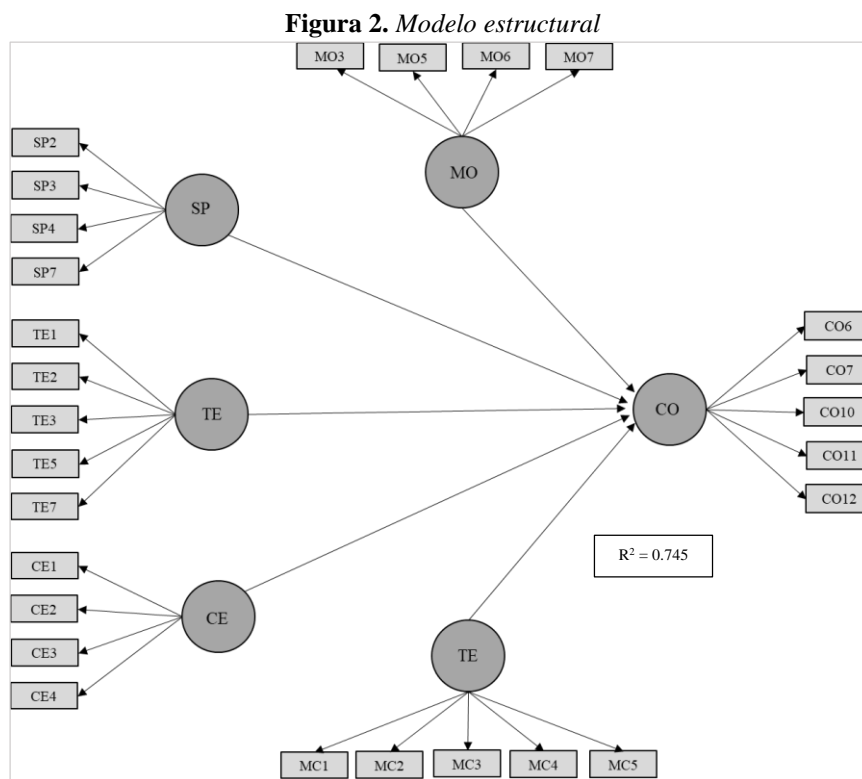 Figura 2. Modelo estructural
MO3 MO5 MO6 MO7
MO
SP2
SP3
SP4
SP7
SP
TE1
TE2
TE3
TE5
TE7
TE
CE1
CE2
CE3
CE4
CE
CO
CO6
CO7
CO10
CO11
CO12
R² = 0.745
TE
MC1 MC2 MC3 MC4 MC5